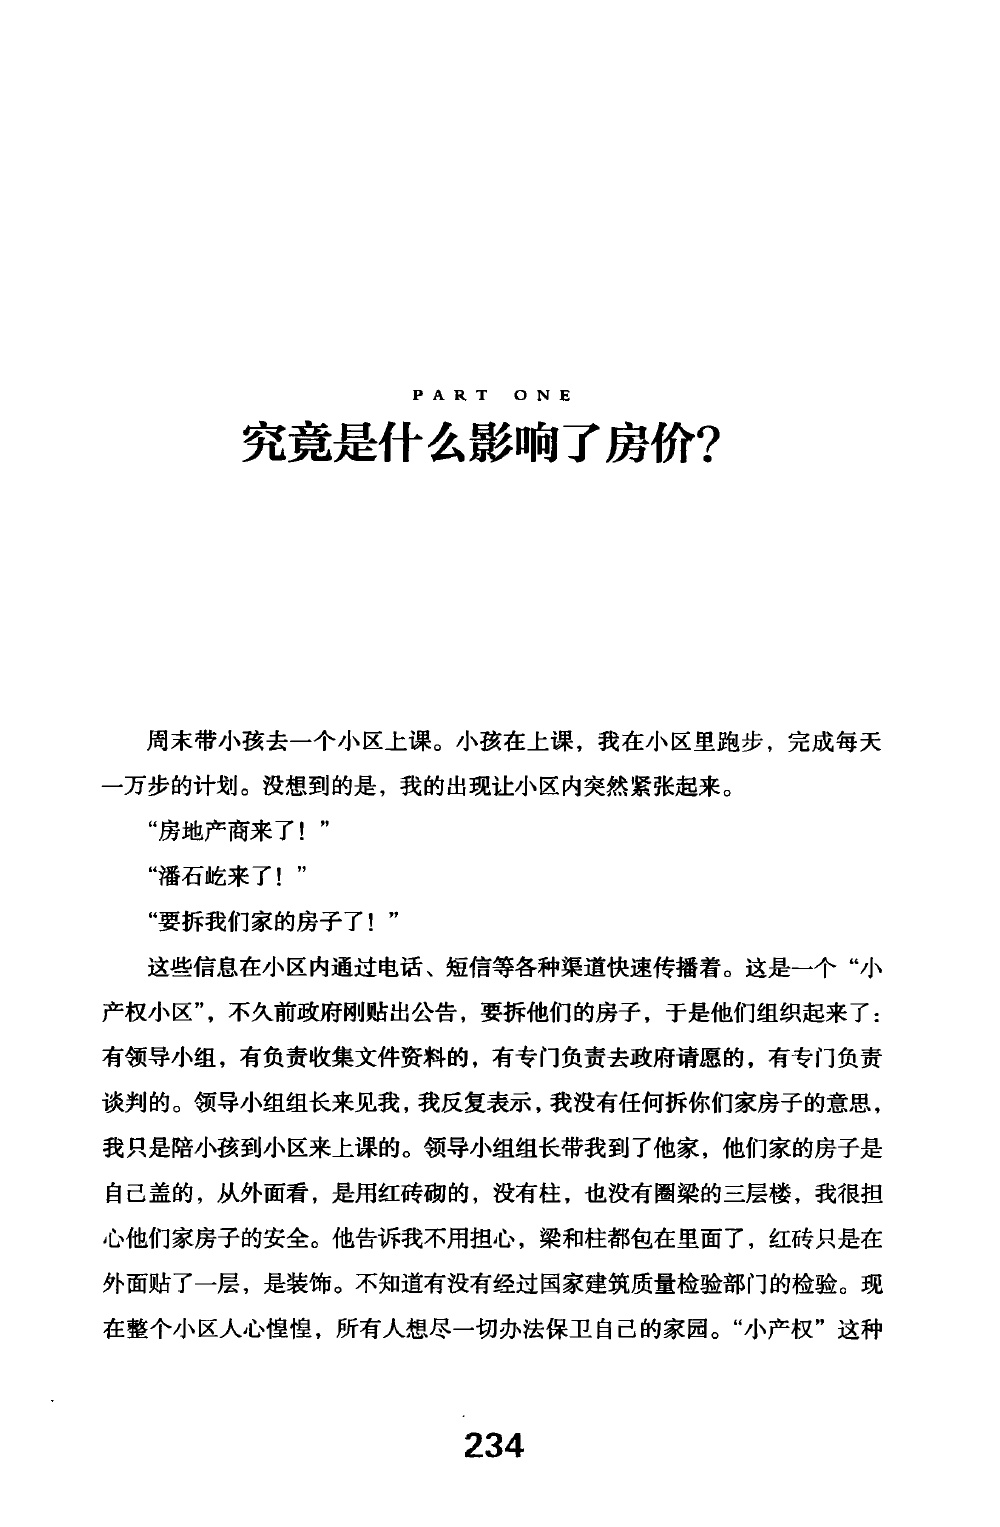 PART ONE
究竟是什么影响了房价？
周末带小孩去一个小区上课。小孩在上课，我在小区里跑步，完成每天
一万步的计划。没想到的是，我的出现让小区内突然紧张起来。
“房地产商来了！”
“潘石屹来了！”
“要拆我们家的房子了！”
这些信息在小区内通过电话、短信等各种渠道快速传播着。这是一个“小
产权小区”，不久前政府刚贴出公告，要拆他们的房子，于是他们组织起来了：
有领导小组，有负责收集文件资料的，有专门负责去政府请愿的，有专门负责
谈判的。领导小组组长来见我，我反复表示，我没有任何拆你们家房子的意思，
我只是陪小孩到小区来上课的。领导小组组长带我到了他家，他们家的房子是
自己盖的，从外面看，是用红砖砌的，没有柱，也没有圈梁的三层楼，我很担
心他们家房子的安全。他告诉我不用担心，梁和柱都包在里面了，红砖只是在
外面贴了一层，是装饰。不知道有没有经过国家建筑质量检验部门的检验。现
在整个小区人心惶惶，所有人想尽一切办法保卫自己的家园。“小产权”这种
234